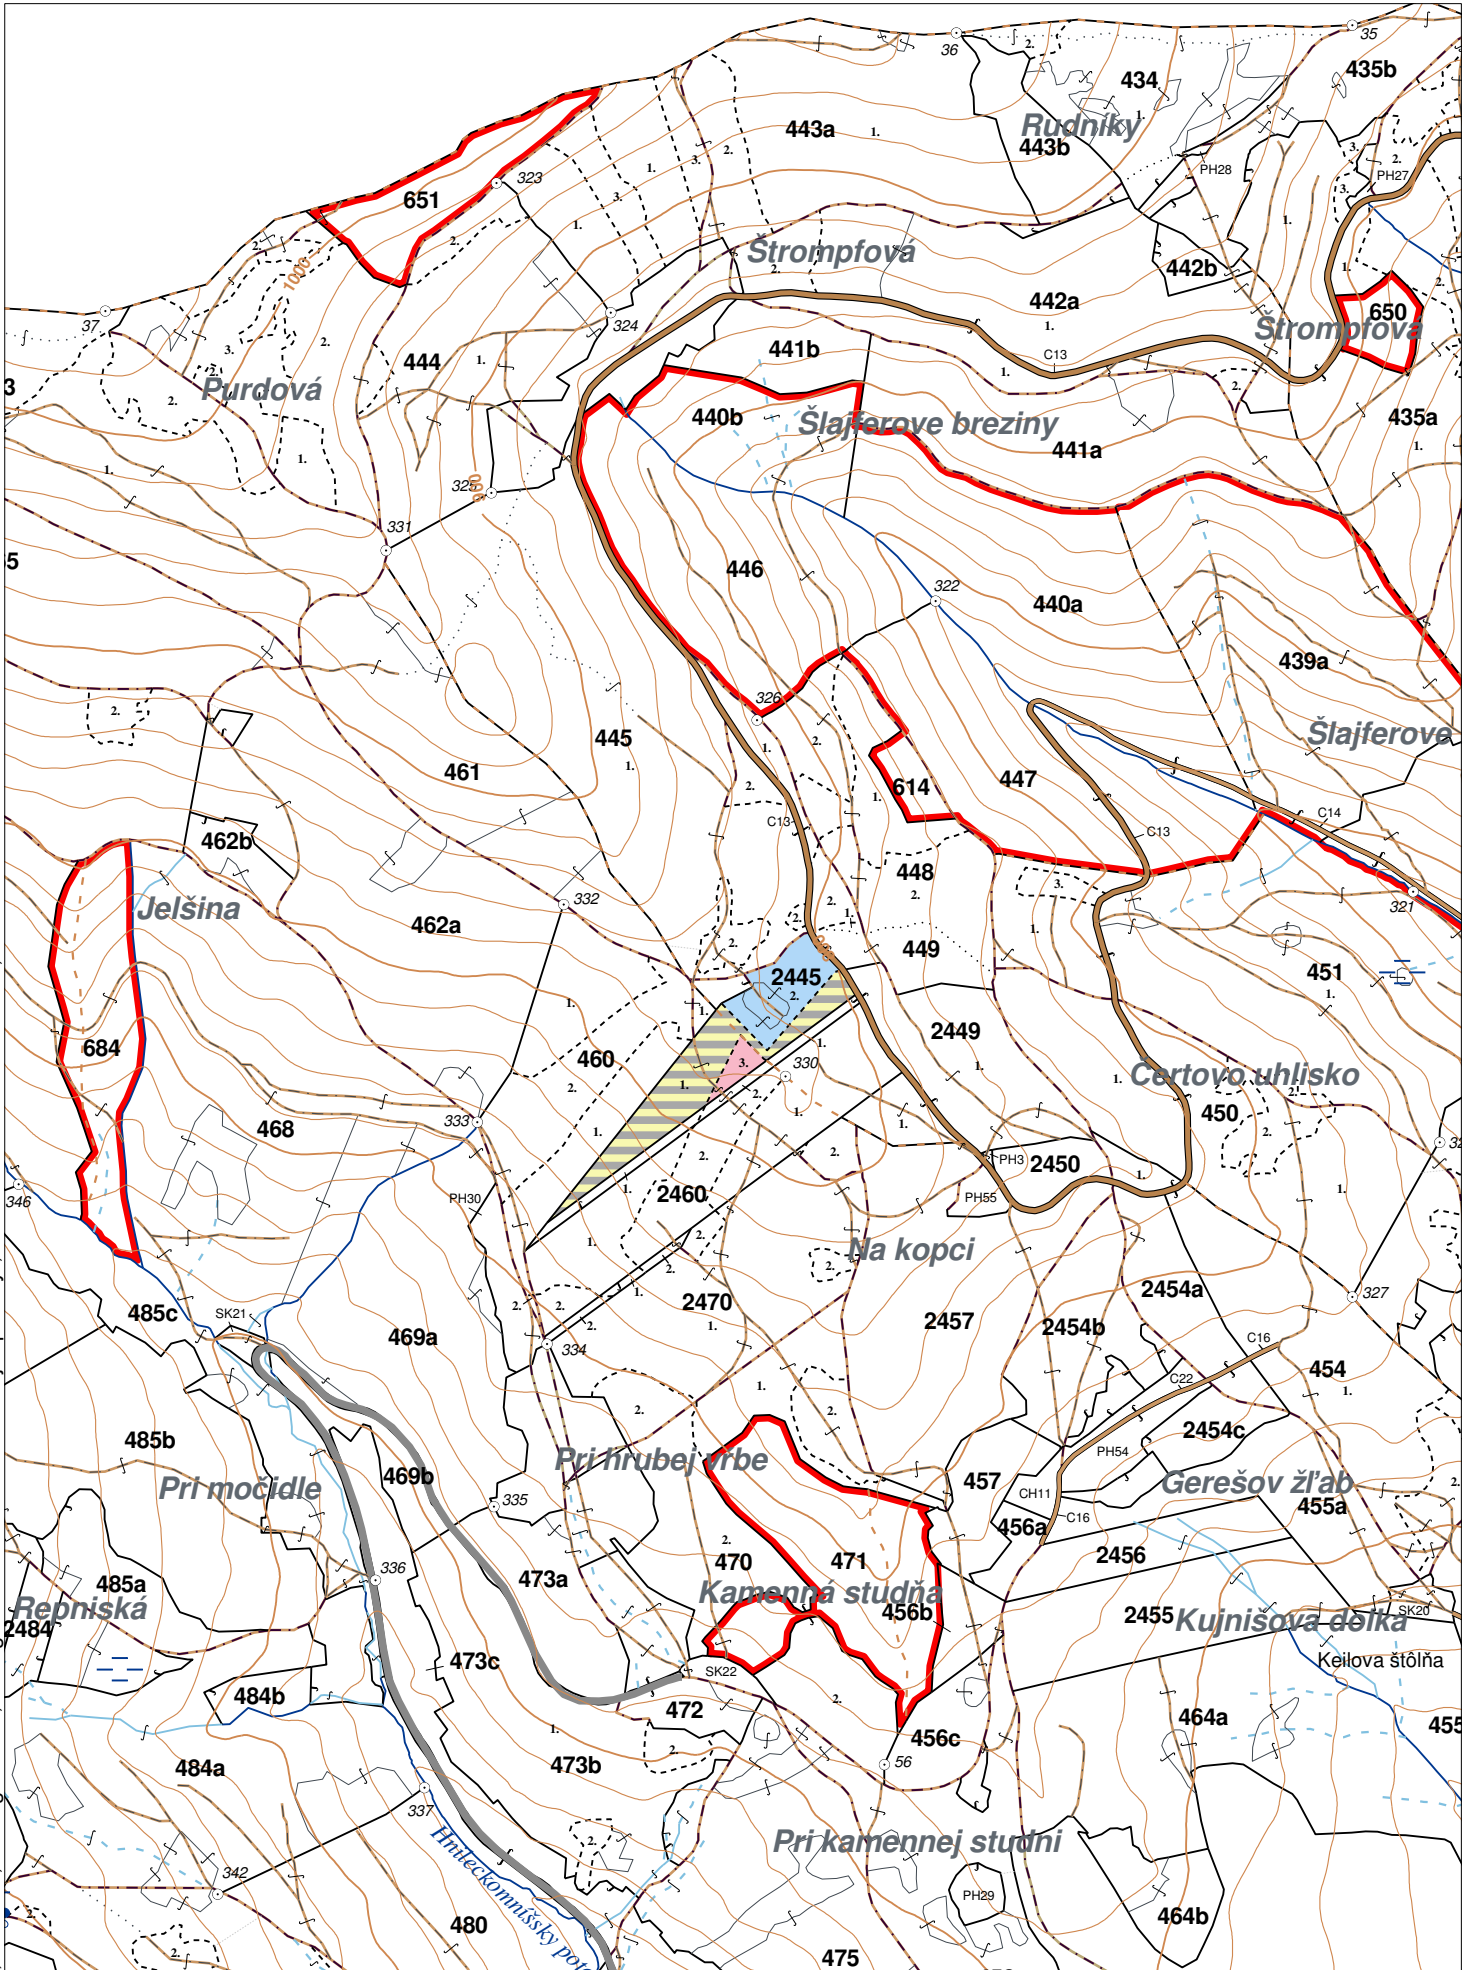 36
35
434
435b
443a
Rudníky
443b
PH28
PH27
323
651
Štrompfová
442b
1000
442a
650
Štrompfová
37
324
C13
444
441b
3
Purdová
440b
Šlajferove breziny
435a
441a
325
900
331
5
446
322
440a
439a
326
Šlajferove
445
461
447
614
C13
C14
462b
C13
448
Jelšina
332
321
462a
449
900
451
2445
684
460
2449
330
Čertovo uhlisko
450
468
333
PH3
2450
346
PH30
2460
PH55
Na kopci
2454a
327
485c
SK21
2470
2457
2454b
469a
334
C16
454
C22
485b
2454c
PH54
Pri hrubej vŕbe
Pri močidle
469b
457
Gerešov žľab
CH11
455a
335
C16
456a
2456
471
470
336
473a
485a
Kamenná studňa
Repniská
456b
2484
2455
Kujnišova dolka
SK20
Keilova štôlňa
473c
SK22
484b
472
464a
455
456c
473b
484a
56
337
Pri kamennej studni
342
Hnileckomníšsky poto
PH29
480
464b
475